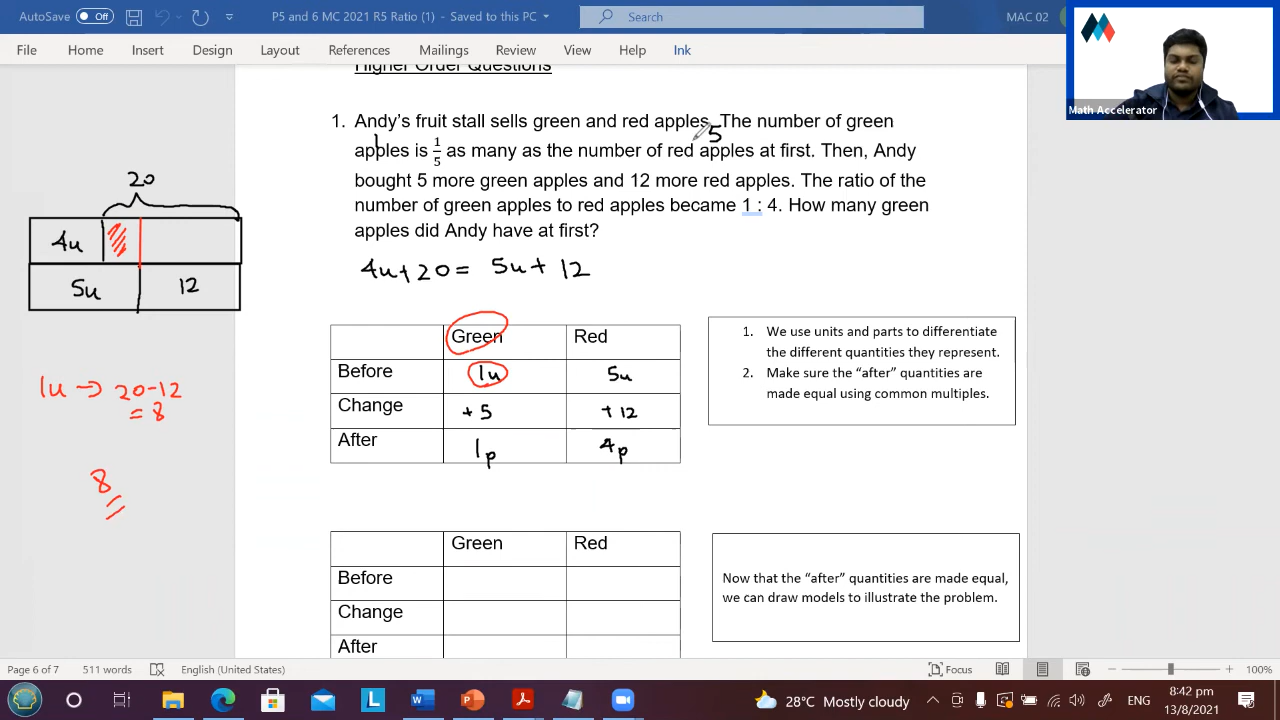 AutoSave Off P5 and 6 MC 2021 R5 Ratio (1) - Saved to this PC Search MAC 02
File Home Insert Design Layout References Mailings Review View Help Ink
Math Accelerator
Higher Order Questions
1. Andy's fruit stall sells green and red apples. The number of green
apples is 1/5 as many as the number of red apples at first. Then, Andy
bought 5 more green apples and 12 more red apples. The ratio of the
number of green apples to red apples became 1 : 4. How many green
apples did Andy have at first?
1
5
4u + 20 = 5u + 12
20
4u
5u 12
1u → 20 - 12
= 8
8
Green Red
Before 1u 5u
Change + 5 + 12
After 1p 4p
1. We use units and parts to differentiate
the different quantities they represent.
2. Make sure the "after" quantities are
made equal using common multiples.
Green Red
Before
Change
After
Now that the "after" quantities are made equal,
we can draw models to illustrate the problem.
Page 6 of 7 511 words English (United States) Focus 100%
28°C Mostly cloudy ENG 8:42 pm
13/8/2021